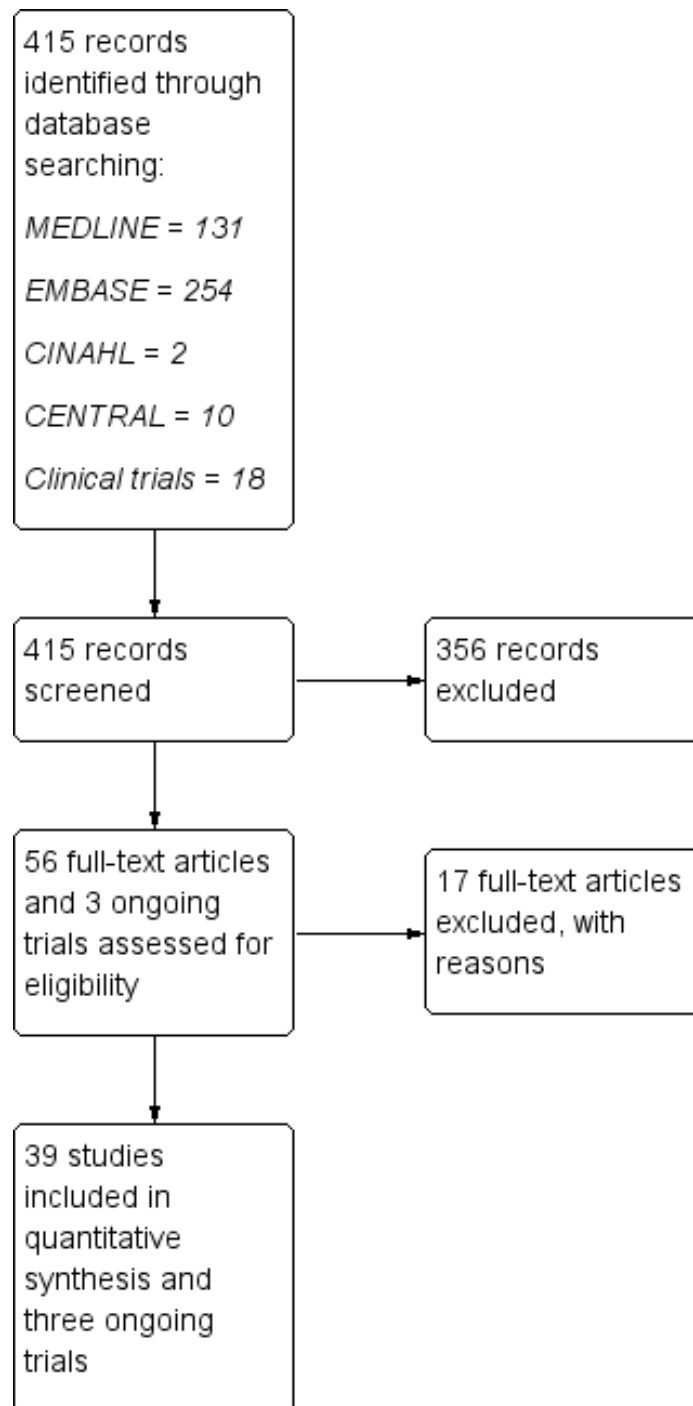 415 records
identified through
database
searching:
MEDLINE = 131
EMBASE = 254
CINAHL = 2
CENTRAL = 10
Clinical trials = 18
415 records
screened
356 records
excluded
56 full-text articles
and 3 ongoing
trials assessed for
eligibility
17 full-text articles
excluded, with
reasons
39 studies
included in
quantitative
synthesis and
three ongoing
trials